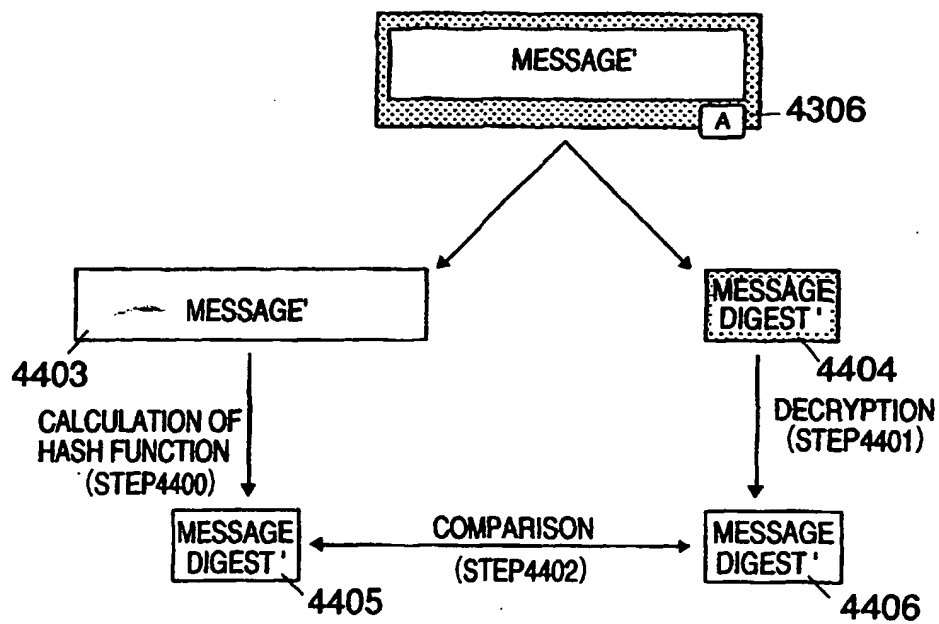 MESSAGE'
A
4306
MESSAGE'
4403
MESSAGE
DIGEST'
4404
CALCULATION OF
HASH FUNCTION
(STEP4400)
DECRYPTION
(STEP4401)
MESSAGE
DIGEST'
4405
COMPARISON
(STEP4402)
MESSAGE
DIGEST'
4406